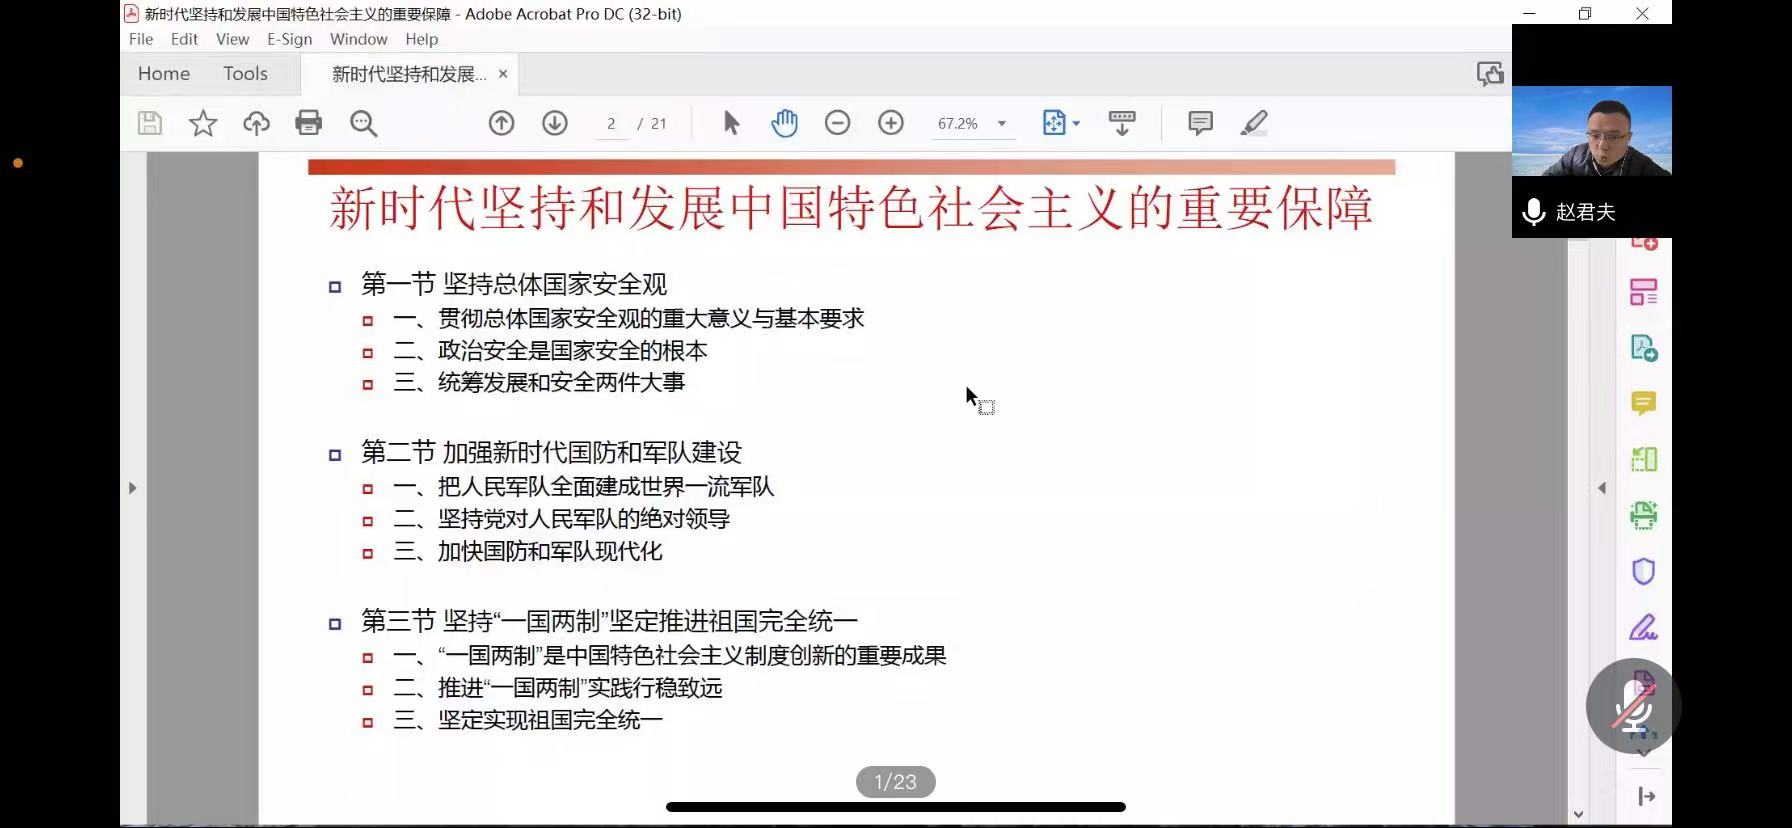 新时代坚持和发展中国特色社会主义的重要保障 - Adobe Acrobat Pro DC (32-bit)
File Edit View E-Sign Window Help
Home Tools 新时代坚持和发展... ×
2 / 21 67.2%
赵君夫
新时代坚持和发展中国特色社会主义的重要保障
第一节 坚持总体国家安全观
一、贯彻总体国家安全观的重大意义与基本要求
二、政治安全是国家安全的根本
三、统筹发展和安全两件大事
第二节 加强新时代国防和军队建设
一、把人民军队全面建成世界一流军队
二、坚持党对人民军队的绝对领导
三、加快国防和军队现代化
第三节 坚持“一国两制”坚定推进祖国完全统一
一、“一国两制”是中国特色社会主义制度创新的重要成果
二、推进“一国两制”实践行稳致远
三、坚定实现祖国完全统一
1/23